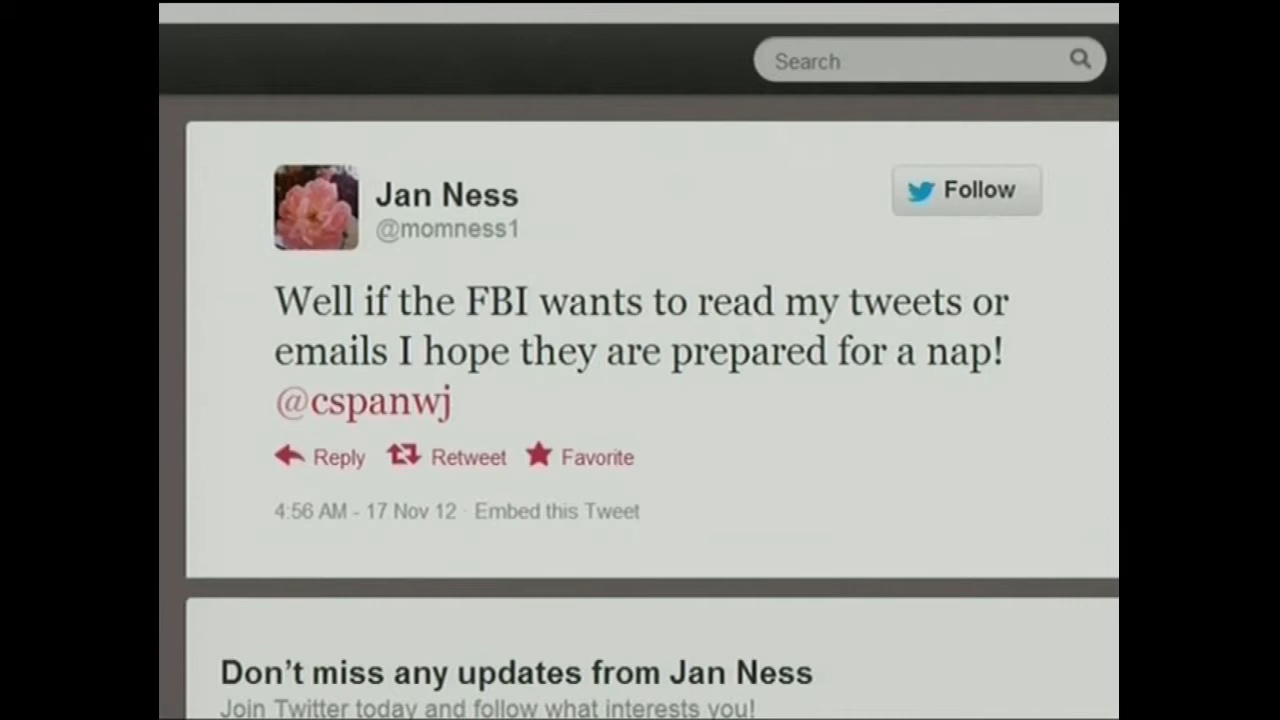 Search
Jan Ness
Follow
@momness1
Well if the FBI wants to read my tweets or
emails I hope they are prepared for a nap!
@cspanwj
Reply Retweet Favorite
4:56 AM - 17 Nov 12 · Embed this Tweet
Don't miss any updates from Jan Ness
Join Twitter today and follow what interests you!